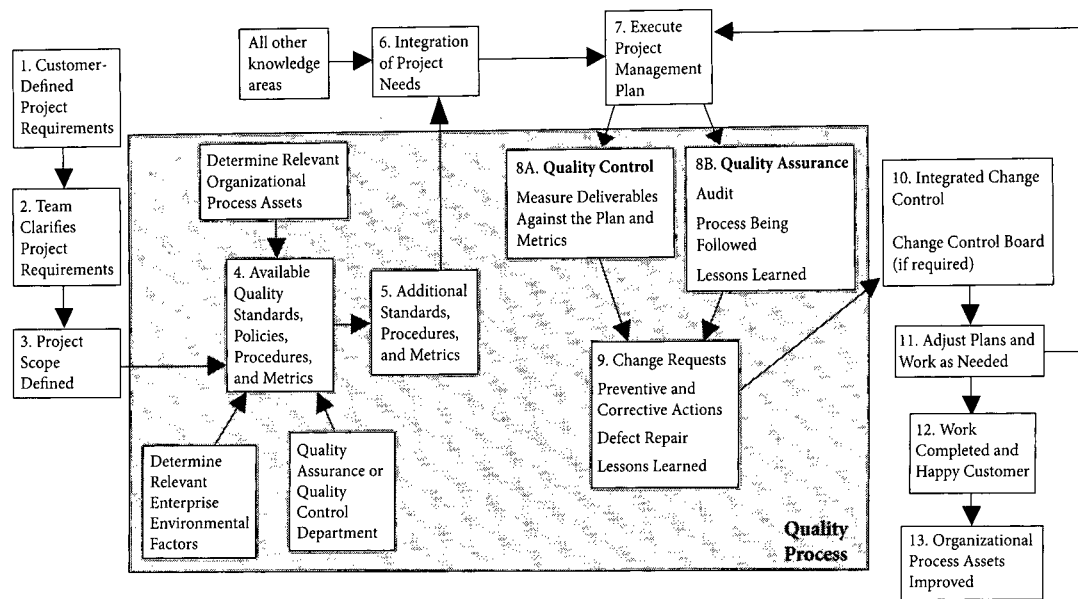 1. Customer-
Defined
Project
Requirements
2. Team
Clarifies
Project
Requirements
3. Project
Scope
Defined
All other
knowledge
areas
6. Integration
of Project
Needs
7. Execute
Project
Management
Plan
Determine Relevant
Organizational
Process Assets
4. Available
Quality
Standards,
Policies,
Procedures,
and Metrics
5. Additional
Standards,
Procedures,
and Metrics
Determine
Relevant
Enterprise
Environmental
Factors
Quality
Assurance or
Quality
Control
Department
8A. Quality Control
Measure Deliverables
Against the Plan and
Metrics
8B. Quality Assurance
Audit
Process Being
Followed
Lessons Learned
9. Change Requests
Preventive and
Corrective Actions
Defect Repair
Lessons Learned
Quality
Process
10. Integrated Change
Control
Change Control Board
(if required)
11. Adjust Plans and
Work as Needed
12. Work
Completed and
Happy Customer
13. Organizational
Process Assets
Improved